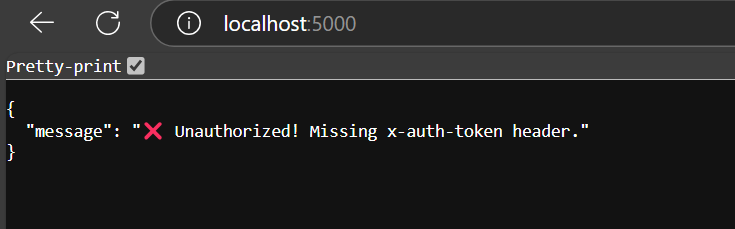 localhost:5000
Pretty-print
{
"message": "❌ Unauthorized! Missing x-auth-token header."
}